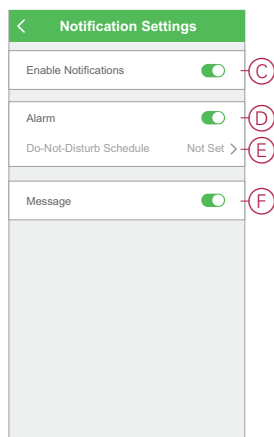 Notification Settings
Enable Notifications C
Alarm D
Do-Not-Disturb Schedule Not Set E
Message F